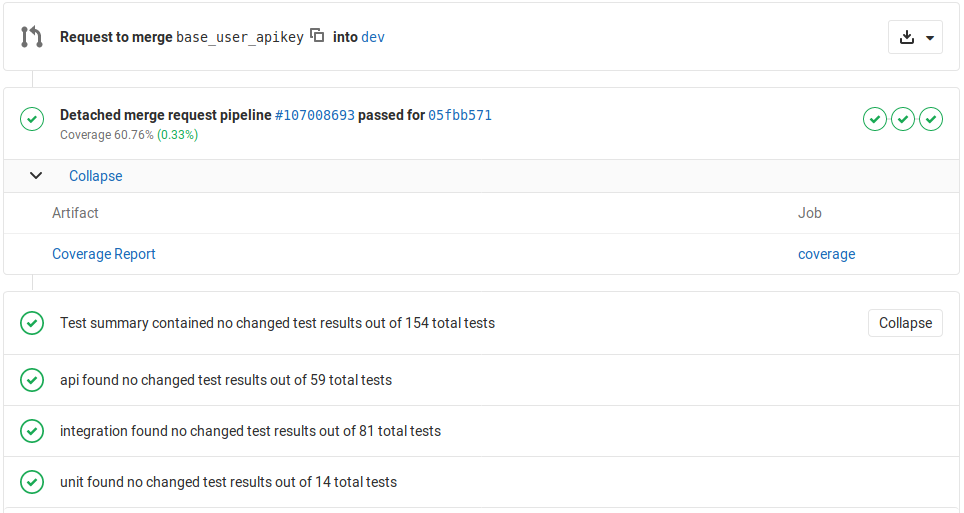 Request to merge base_user_apikey into dev
Detached merge request pipeline #107008693 passed for 05fbb571
Coverage 60.76% (0.33%)
Collapse
Artifact Job
Coverage Report coverage
Test summary contained no changed test results out of 154 total tests Collapse
api found no changed test results out of 59 total tests
integration found no changed test results out of 81 total tests
unit found no changed test results out of 14 total tests